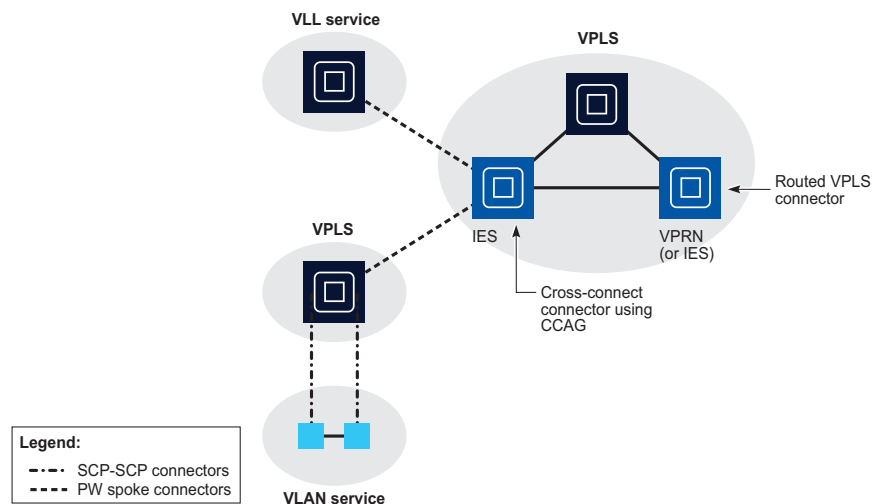 VLL service
VPLS
Routed VPLS
connector
IES
VPRN
(or IES)
VPLS
Cross-connect
connector using
CCAG
Legend:
SCP-SCP connectors
PW spoke connectors
VLAN service